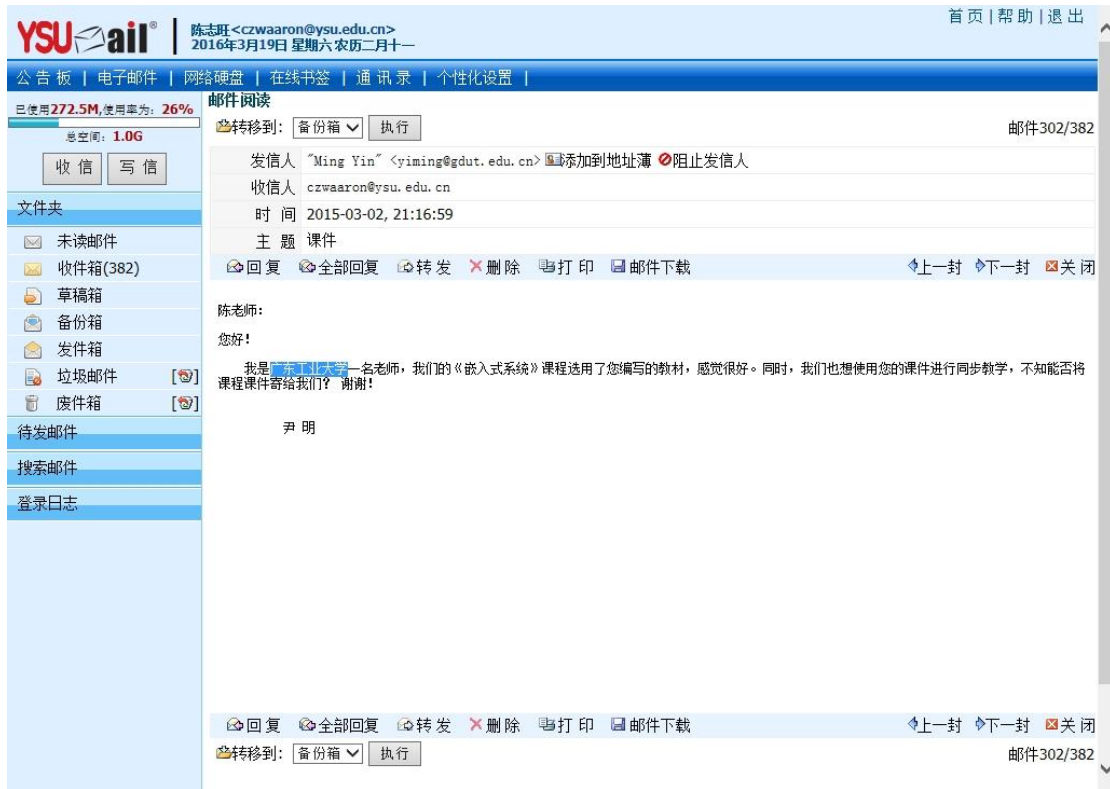 首 页 | 帮 助 | 退 出
YSUMail® 陈志旺<czwaaron@ysu.edu.cn>
2016年3月19日 星期六 农历二月十一
公 告 板 | 电子邮件 | 网络硬盘 | 在线书签 | 通 讯 录 | 个性化设置 |
已使用272.5M,使用率为: 26%
总空间: 1.0G
收 信 写 信
文件夹
未读邮件
收件箱(382)
草稿箱
备份箱
发件箱
垃圾邮件 [ ]
废件箱 [ ]
待发邮件
搜索邮件
登录日志
邮件阅读
转移到: 备份箱 执行 邮件302/382
发信人 "Ming Yin" <yiming@gdut.edu.cn> 添加到地址薄 阻止发信人
收信人 czwaaron@ysu.edu.cn
时 间 2015-03-02, 21:16:59
主 题 课件
回 复 全部回复 转 发 删 除 打 印 邮件下载 上一封 下一封 关 闭
陈老师:
您好!
我是广东工业大学一名老师,我们的《嵌入式系统》课程选用了您编写的教材,感觉很好。同时,我们也想使用您的课件进行同步教学,不知能否将
课程课件寄给我们? 谢谢!
尹 明
回 复 全部回复 转 发 删 除 打 印 邮件下载 上一封 下一封 关 闭
转移到: 备份箱 执行 邮件302/382